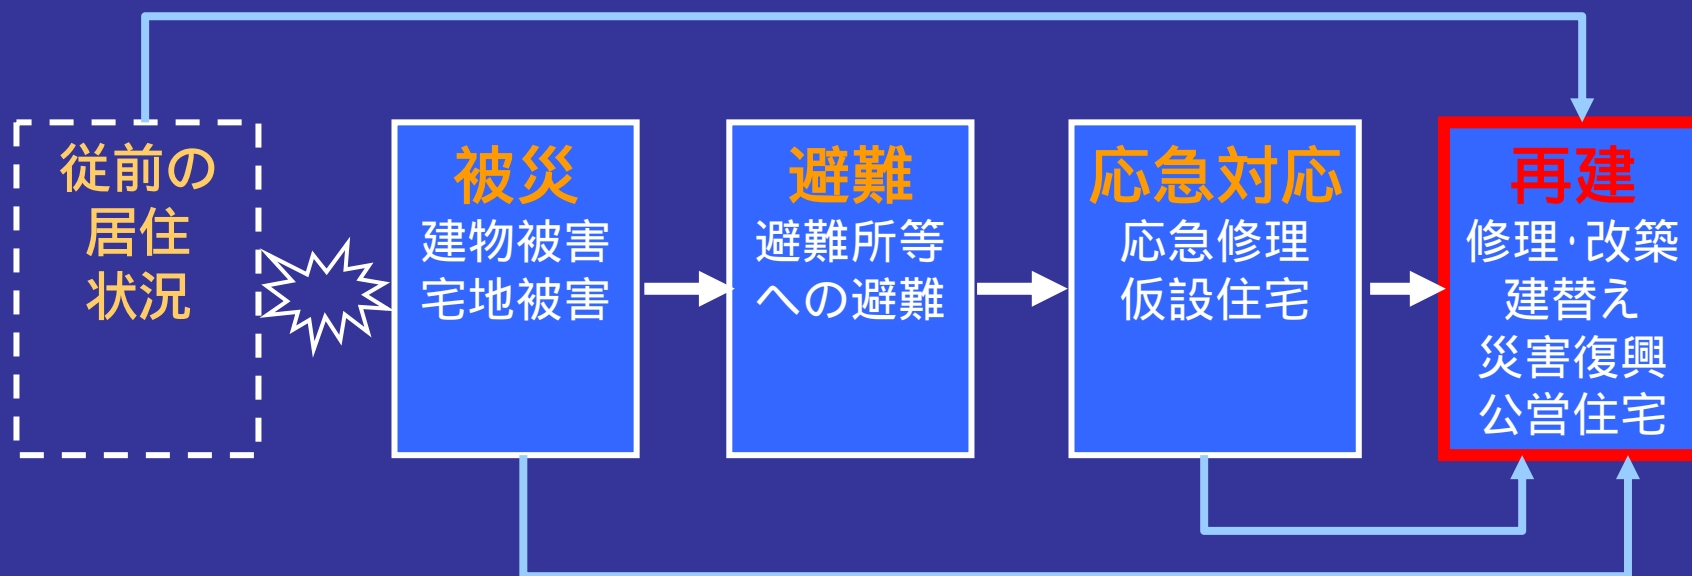 従前の
居住
状況
被災
建物被害
宅地被害
避難
避難所等
への避難
応急対応
応急修理
仮設住宅
再建
修理・改築
建替え
災害復興
公営住宅